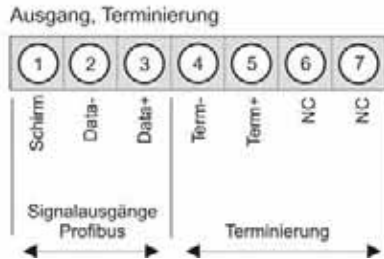 Ausgang, Terminierung
1 2 3 4 5 6 7
Schirm Data- Data+ Term- Term+ NC NC
Signalausgänge Terminierung
Profibus